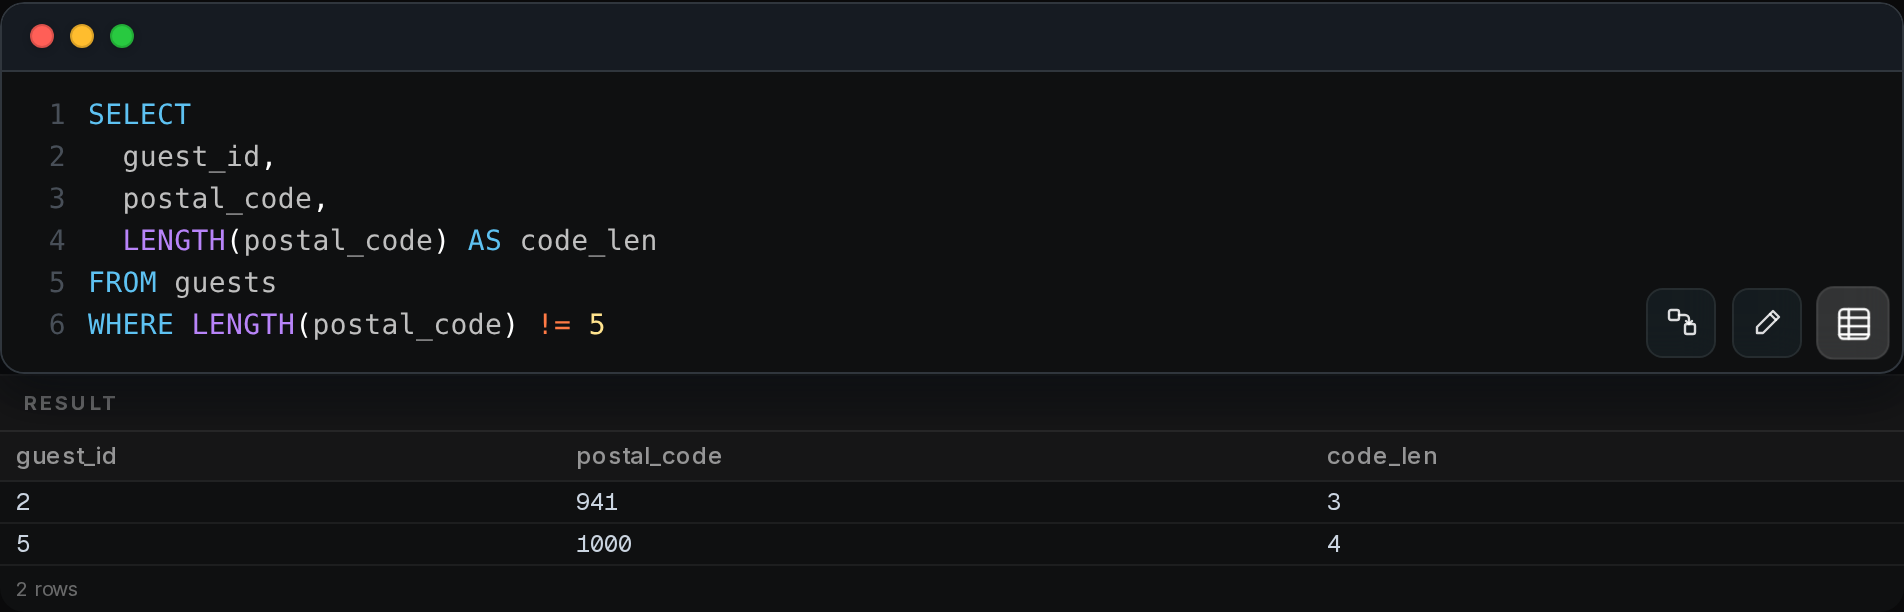 1 SELECT
2 guest_id,
3 postal_code,
4 LENGTH(postal_code) AS code_len
5 FROM guests
6 WHERE LENGTH(postal_code) != 5
RESULT
guest_id postal_code code_len
2 941 3
5 1000 4
2 rows